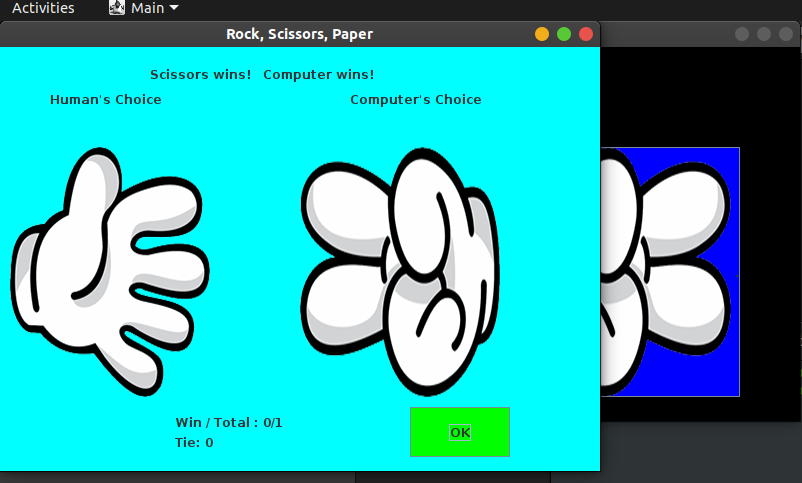 Activities Main
Rock, Scissors, Paper
Scissors wins! Computer wins!
Human's Choice Computer's Choice
Win / Total : 0/1
Tie: 0
OK